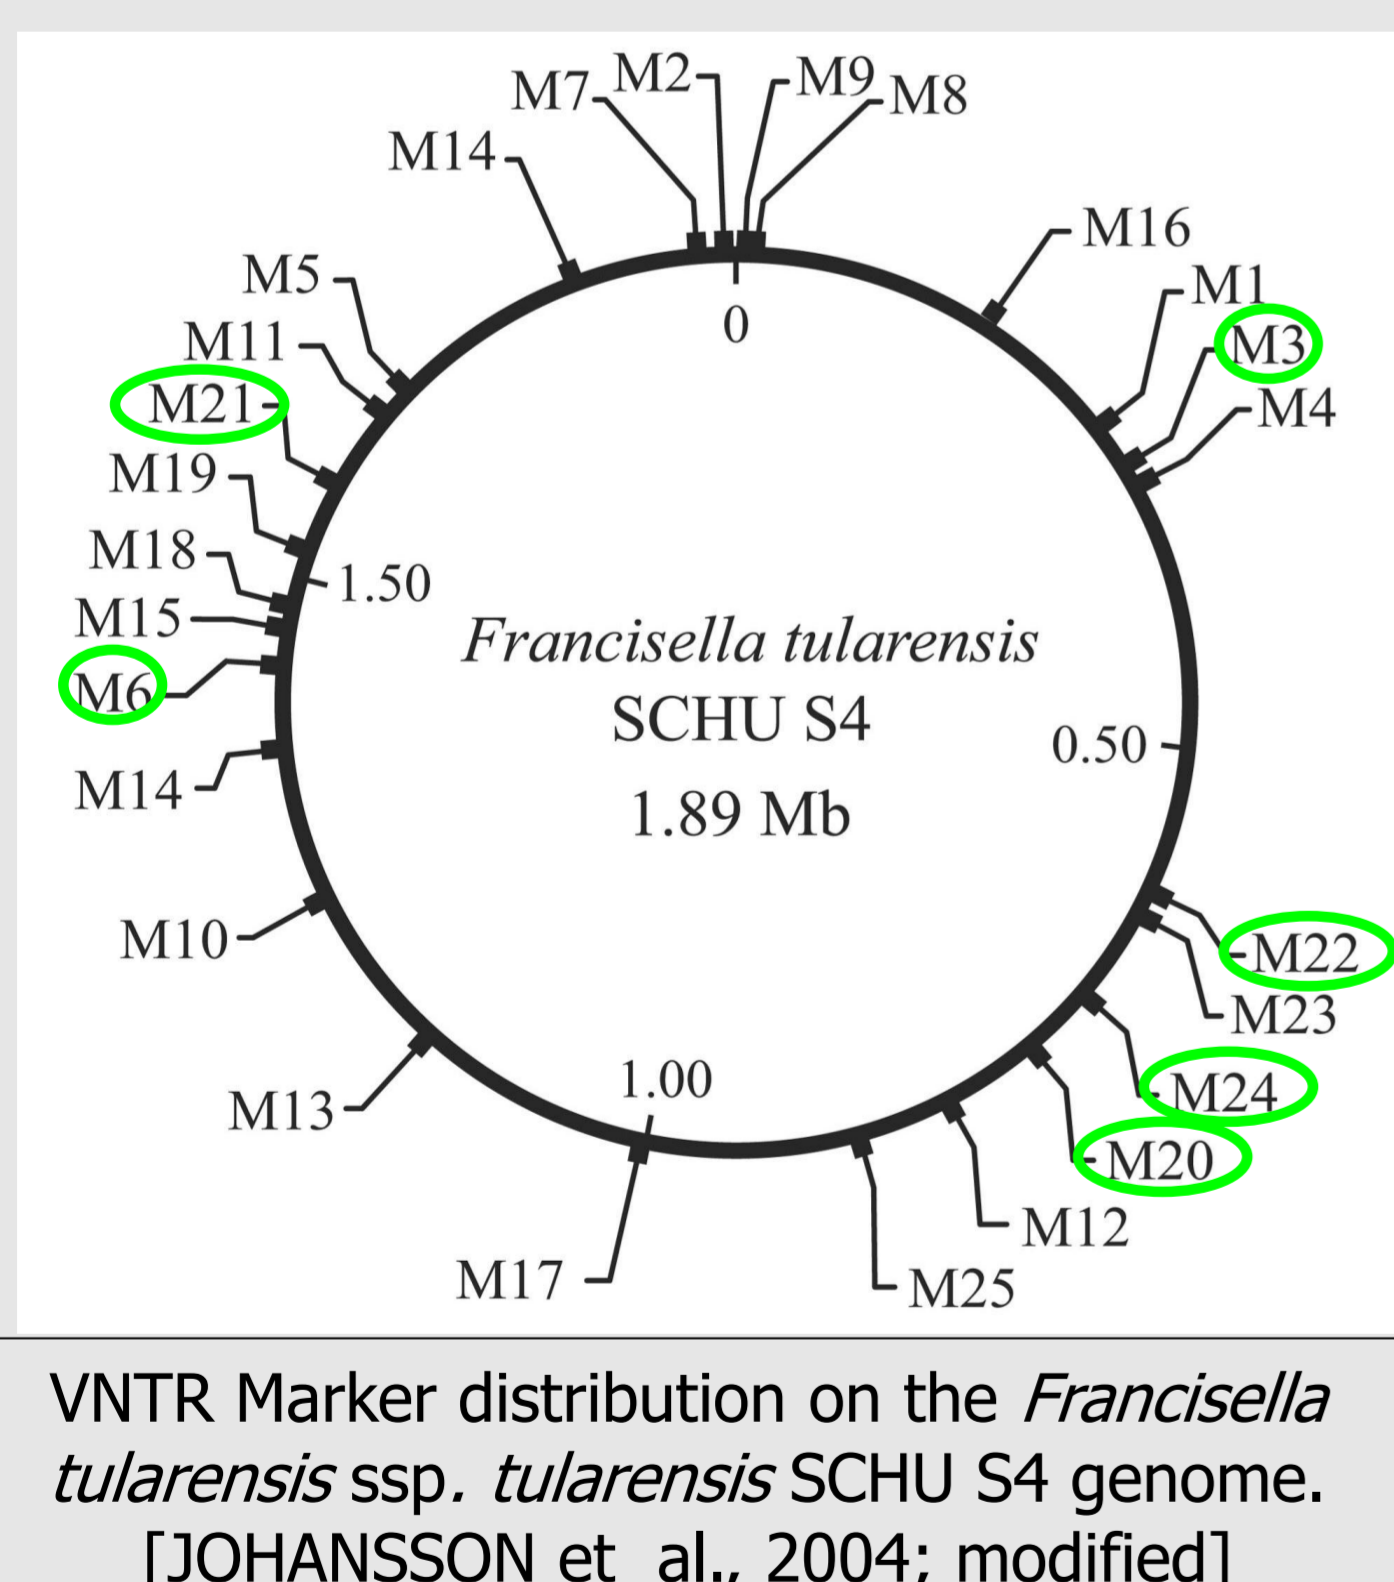 M7 M2 M9 M8
M14
M16
M5
M1
M11
M3
M21
M4
0
M19
M18
1.50
M15
Francisella tularensis
M6
SCHU S4
0.50
M14
1.89 Mb
M10
M22
M23
1.00
M24
M13
M20
M12
M17
M25
VNTR Marker distribution on the Francisella
tularensis ssp. tularensis SCHU S4 genome.
[JOHANSSON et al., 2004; modified]